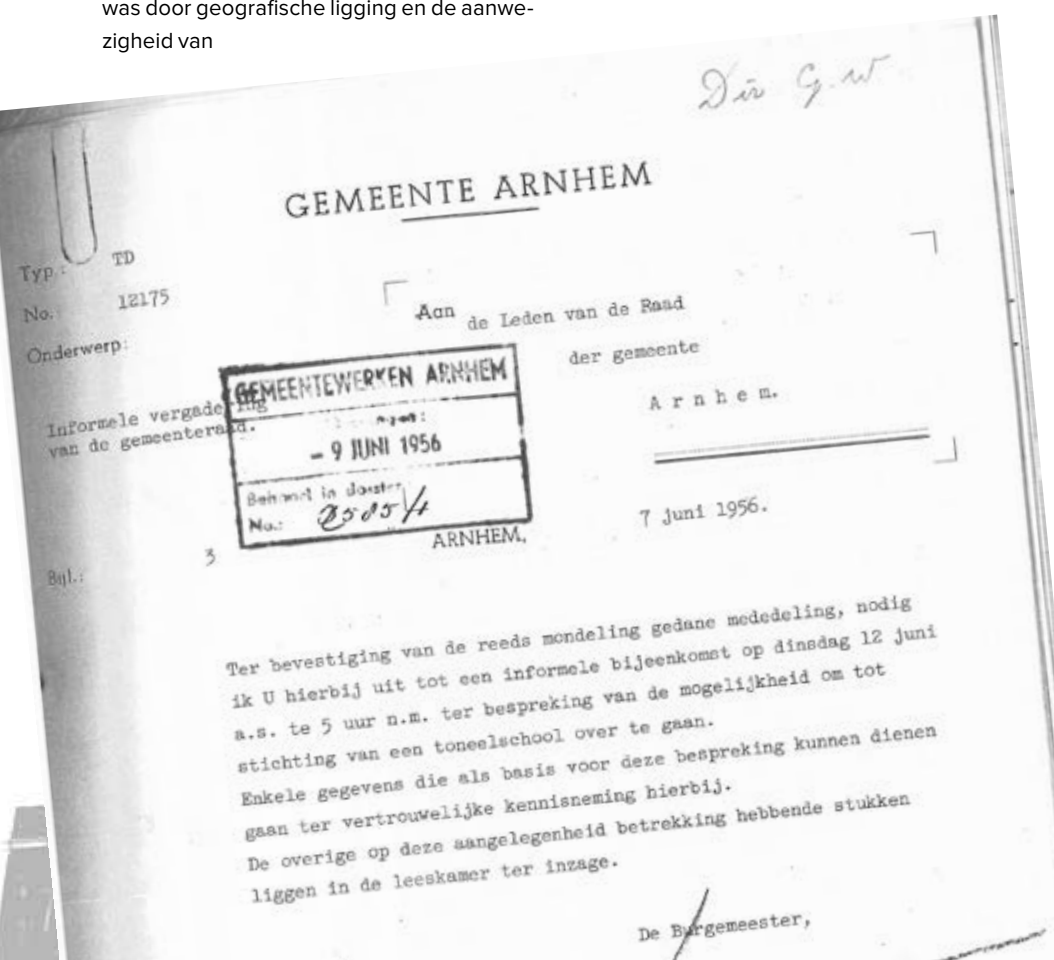 was door geografische ligging en de aanwe-
zigheid van
Dir G.W
GEMEENTE ARNHEM
Typ.: TD
No.: 12175
Onderwerp:
Aan
de Leden van de Raad
der gemeente
Arnhem.
Informele vergadering
van de gemeenteraad.
GEMEENTEWERKEN ARNHEM
- 9 JUNI 1956
Behand in dossier
No.:
ARNHEM,
7 juni 1956.
3
Bijl.:
Ter bevestiging van de reeds mondeling gedane mededeling, nodig
ik U hierbij uit tot een informele bijeenkomst op dinsdag 12 juni
a.s. te 5 uur n.m. ter bespreking van de mogelijkheid om tot
stichting van een toneelschool over te gaan.
Enkele gegevens die als basis voor deze bespreking kunnen dienen
gaan ter vertrouwelijke kennisneming hierbij.
De overige op deze aangelegenheid betrekking hebbende stukken
liggen in de leeskamer ter inzage.
De Burgemeester,